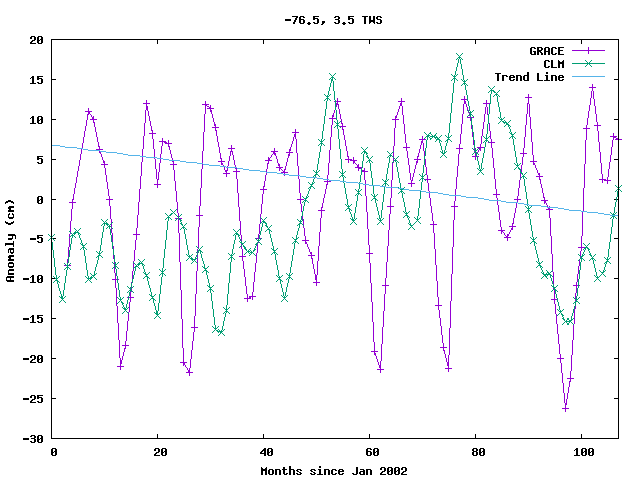 -76.5, 3.5 TWS
GRACE
CLM
Trend Line
20
15
10
5
0
-5
-10
-15
-20
-25
-30
Anomaly (cm)
0 20 40 60 80 100
Months since Jan 2002